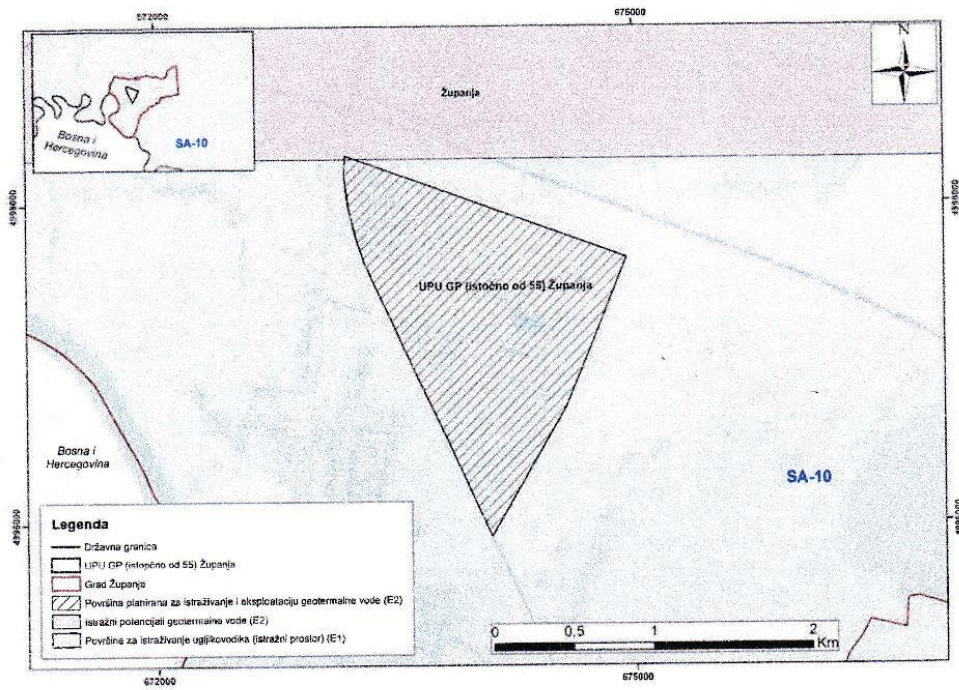 672000
675000
N
Županja
Bosna i
Hercegovina
SA-10
4998000
4998000
UPU GP (istočno od 55) Županja
Bosna i
Hercegovina
SA-10
4996000
4996000
Legenda
Državna granica
UPU GP (istočno od 55) Županja
Grad Županja
Površina planirana za istraživanje i eksploataciju geotermalne vode (E2)
istražni potencijali geotermalne vode (E2)
Površine za istraživanje ugljikovodika (istražni prostor) (E1)
0 0,5 1 2
Km
672000
675000